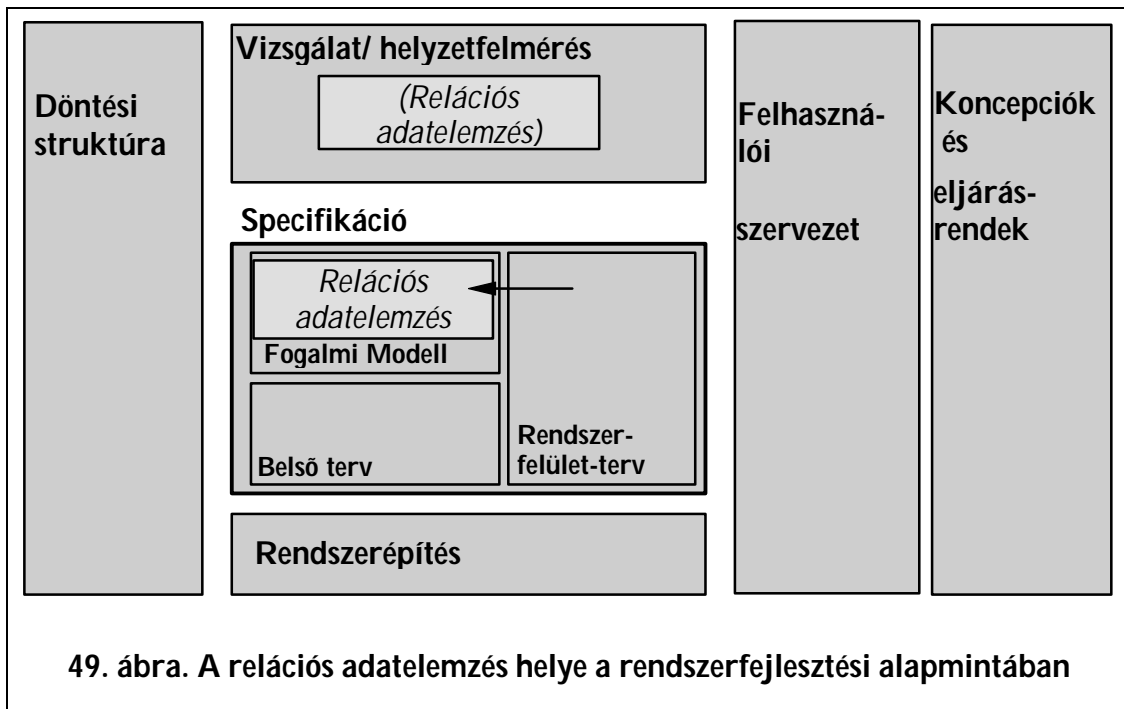 Döntési
struktúra
Vizsgálat/ helyzetfelmérés
(Relációs
adatelemzés)
Specifikáció
Relációs
adatelemzés
Fogalmi Modell
Belső terv
Rendszer-
felület-terv
Rendszerépítés
Felhaszná-
lói
szervezet
Koncepciók
és
eljárás-
rendek
49. ábra. A relációs adatelemzés helye a rendszerfejlesztési alapmintában